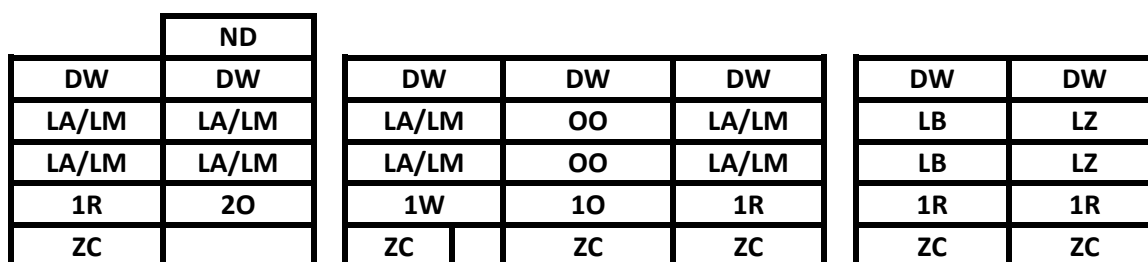 ND
DW DW DW DW DW DW DW
LA/LM LA/LM LA/LM OO LA/LM LB LZ
LA/LM LA/LM LA/LM OO LA/LM LB LZ
1R 2O 1W 1O 1R 1R 1R
ZC ZC ZC ZC ZC ZC